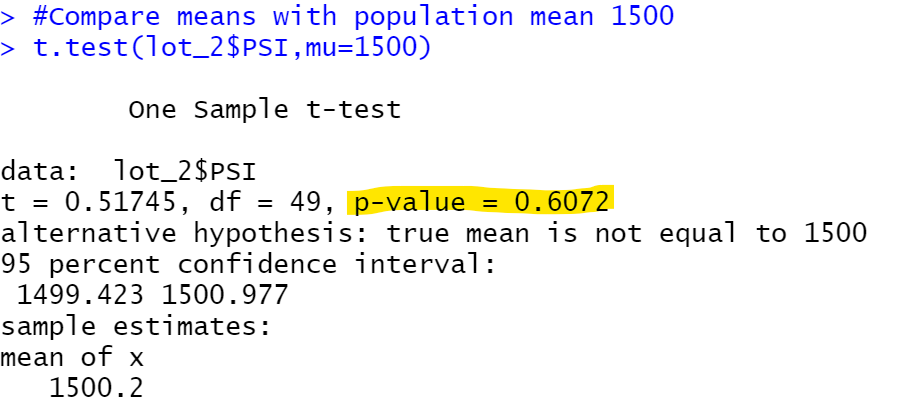 > #Compare means with population mean 1500
> t.test(lot_2$PSI,mu=1500)
One Sample t-test
data:  lot_2$PSI
t = 0.51745, df = 49, p-value = 0.6072
alternative hypothesis: true mean is not equal to 1500
95 percent confidence interval:
1499.423 1500.977
sample estimates:
mean of x
1500.2